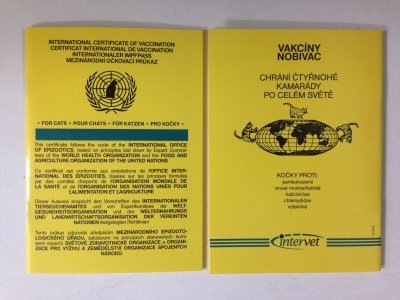 INTERNATIONAL CERTIFICATE OF VACCINATION
CERTIFICAT INTERNATIONAL DE VACCINATION
INTERNATIONALER IMPFPASS
MEZINÁRODNÍ OČKOVACÍ PRŮKAZ
• FOR CATS • POUR CHATS • FÜR KATZEN • PRO KOČKY •
This certificate follows the code of the INTERNATIONAL OFFICE
OF EPIZOOTICS, based on principles laid down by Expert Commit-
tees of the WORLD HEALTH ORGANIZATION and the FOOD AND
AGRICULTURE ORGANIZATION OF THE UNITED NATIONS
Ce certificat est conforme aux prescriptions de l'OFFICE INTER-
NATIONAL DES EPIZOOTIES, basées sur les principes formulés
par des comités d'experts de l'ORGANISATION MONDIALE DE
LA SANTÉ et de l'ORGANISATION DES NATIONS UNIES POUR
L'ALIMENTATION ET L'AGRICULTURE
Dieser Ausweis entspricht den Vorschriften des INTERNATIONALEN
TIERSEUCHENAMTES und von Expertkomitees der WELT-
GESUNDHEITSORGANISATION und der WELTERNÄHRUNGS-
UND LANDWIRTSCHAFTSORGANISATION DER VEREINTEN
NATIONEN festgelegten Richtlinien
Tento průkaz odpovídá předpisům MEZINÁRODNÍHO EPIZOOTO-
LOGICKÉHO ÚŘADU, založeným na principech stanovených komi-
semi expertů SVĚTOVÉ ZDRAVOTNICKÉ ORGANIZACE a ORGANI-
ZACE PRO VÝŽIVU A ZEMĚDĚLSTVÍ ORGANIZACE SPOJENÝCH
NÁRODŮ
VAKCÍNY
NOBIVAC
CHRÁNÍ ČTYŘNOHÉ
KAMARÁDY
PO CELÉM SVĚTĚ
KOČKY PROTI:
panleukopenii
virové rinotracheitidě
kaliciviróze
chlamydióze
vzteklině
Intervet